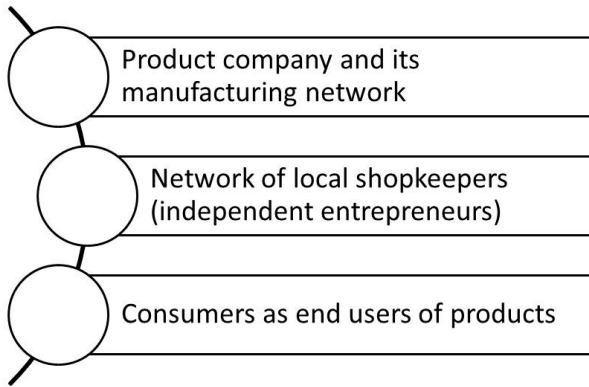 Product company and its
manufacturing network
Network of local shopkeepers
(independent entrepreneurs)
Consumers as end users of products